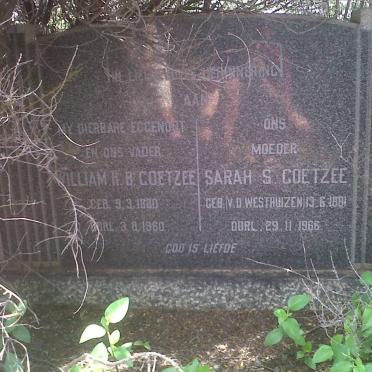 IN LIEFDEVOLLE HERINNERING
AAN
MY DIERBARE EGGENOOT
EN ONS VADER
WILLIAM H. B. COETZEE
GEB. 9.3.1880
OORL. 3.8.1960
ONS
MOEDER
SARAH S. COETZEE
GEB. V.D. WESTHUIZEN 13.6.1881
OORL. 29.11.1966
GOD IS LIEFDE